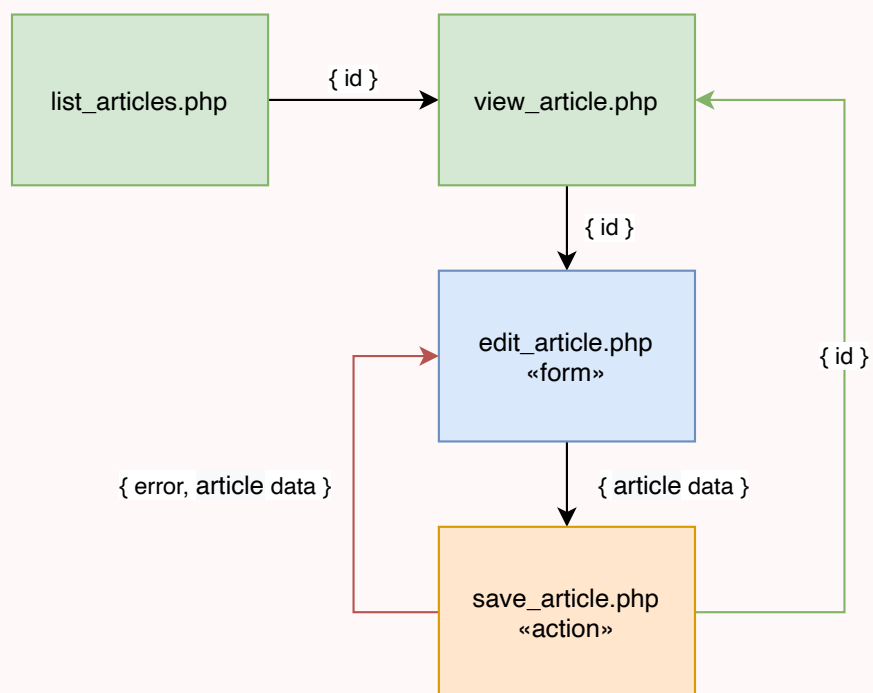 list_articles.php
{ id }
view_article.php
{ id }
edit_article.php
«form»
{ id }
{ error, article data }
{ article data }
save_article.php
«action»